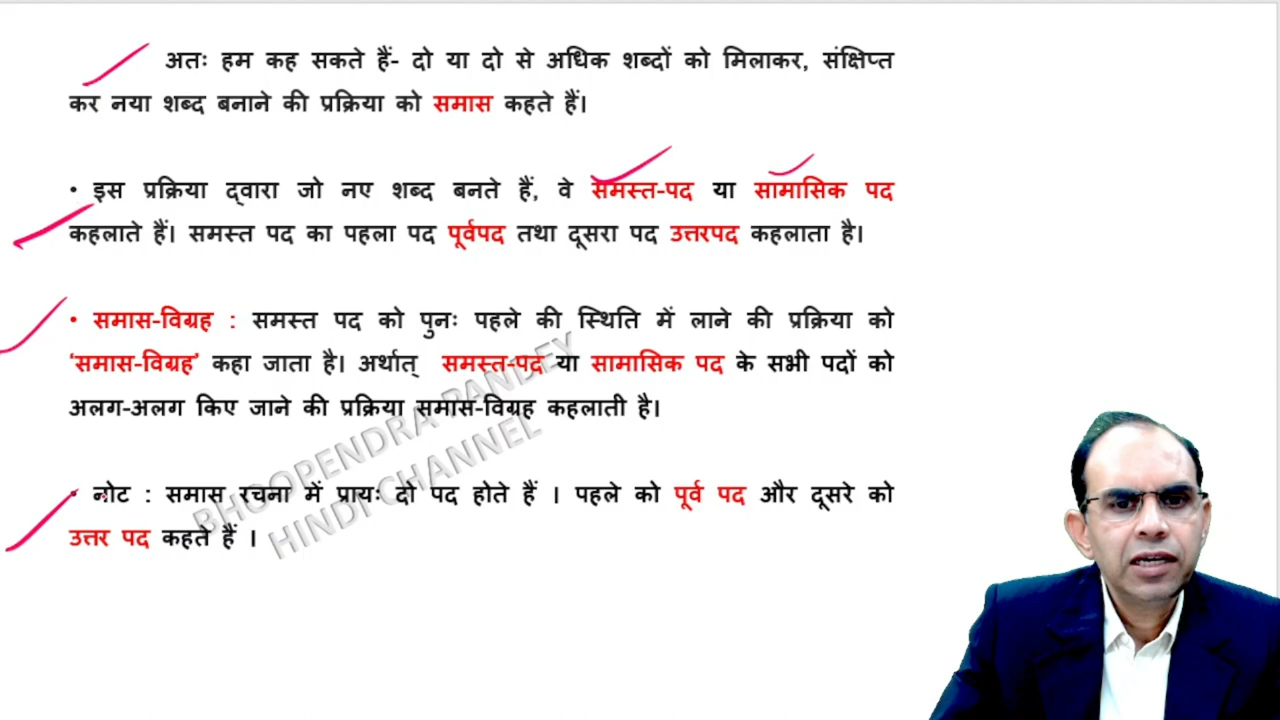 अतः हम कह सकते हैं- दो या दो से अधिक शब्दों को मिलाकर, संक्षिप्त
कर नया शब्द बनाने की प्रक्रिया को समास कहते हैं।
• इस प्रक्रिया द्वारा जो नए शब्द बनते हैं, वे समस्त-पद या सामासिक पद
कहलाते हैं। समस्त पद का पहला पद पूर्वपद तथा दूसरा पद उत्तरपद कहलाता है।
• समास-विग्रह : समस्त पद को पुनः पहले की स्थिति में लाने की प्रक्रिया को
‘समास-विग्रह’ कहा जाता है। अर्थात् समस्त-पद या सामासिक पद के सभी पदों को
अलग-अलग किए जाने की प्रक्रिया समास-विग्रह कहलाती है।
• नोट : समास रचना में प्रायः दो पद होते हैं । पहले को पूर्व पद और दूसरे को
उत्तर पद कहते हैं ।
BHOOPENDRA PANDEY
HINDI CHANNEL